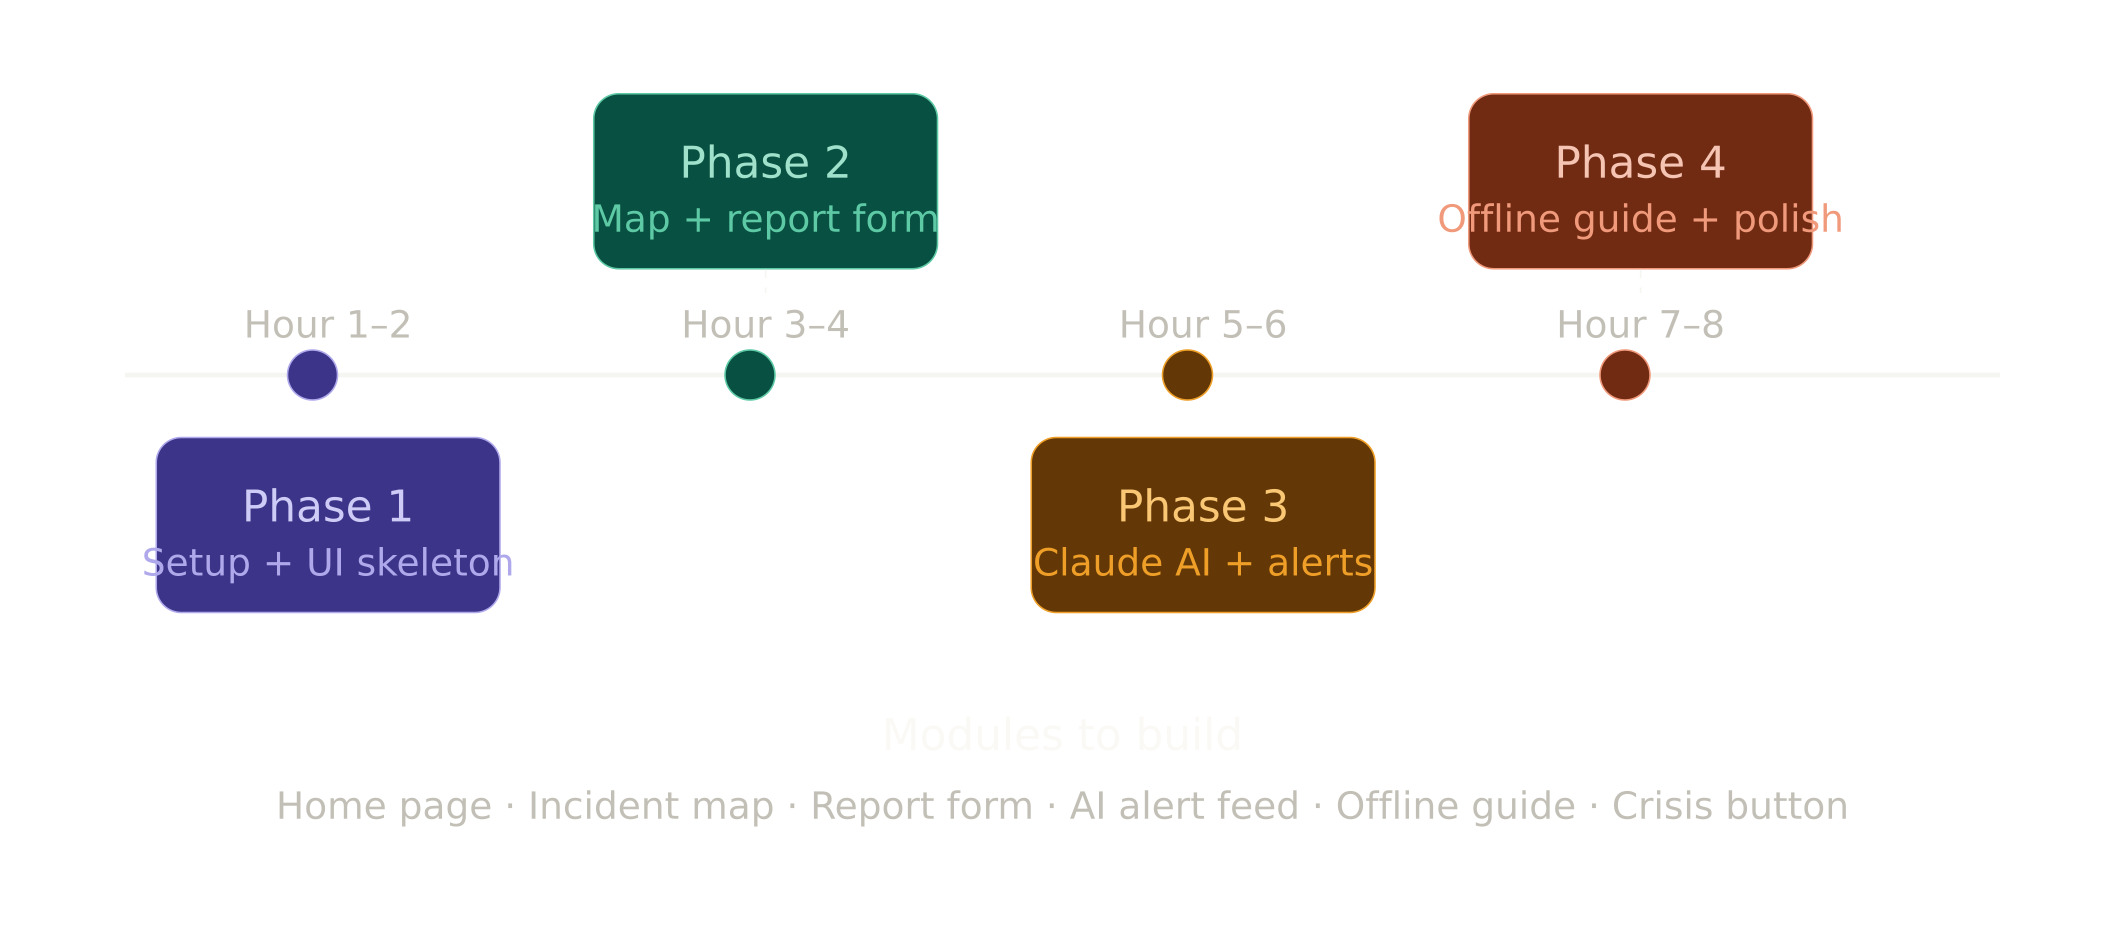 Phase 2
Map + report form
Phase 4
Offline guide + polish
Hour 1–2
Hour 3–4
Hour 5–6
Hour 7–8
Phase 1
Setup + UI skeleton
Phase 3
Claude AI + alerts
Modules to build
Home page · Incident map · Report form · AI alert feed · Offline guide · Crisis button